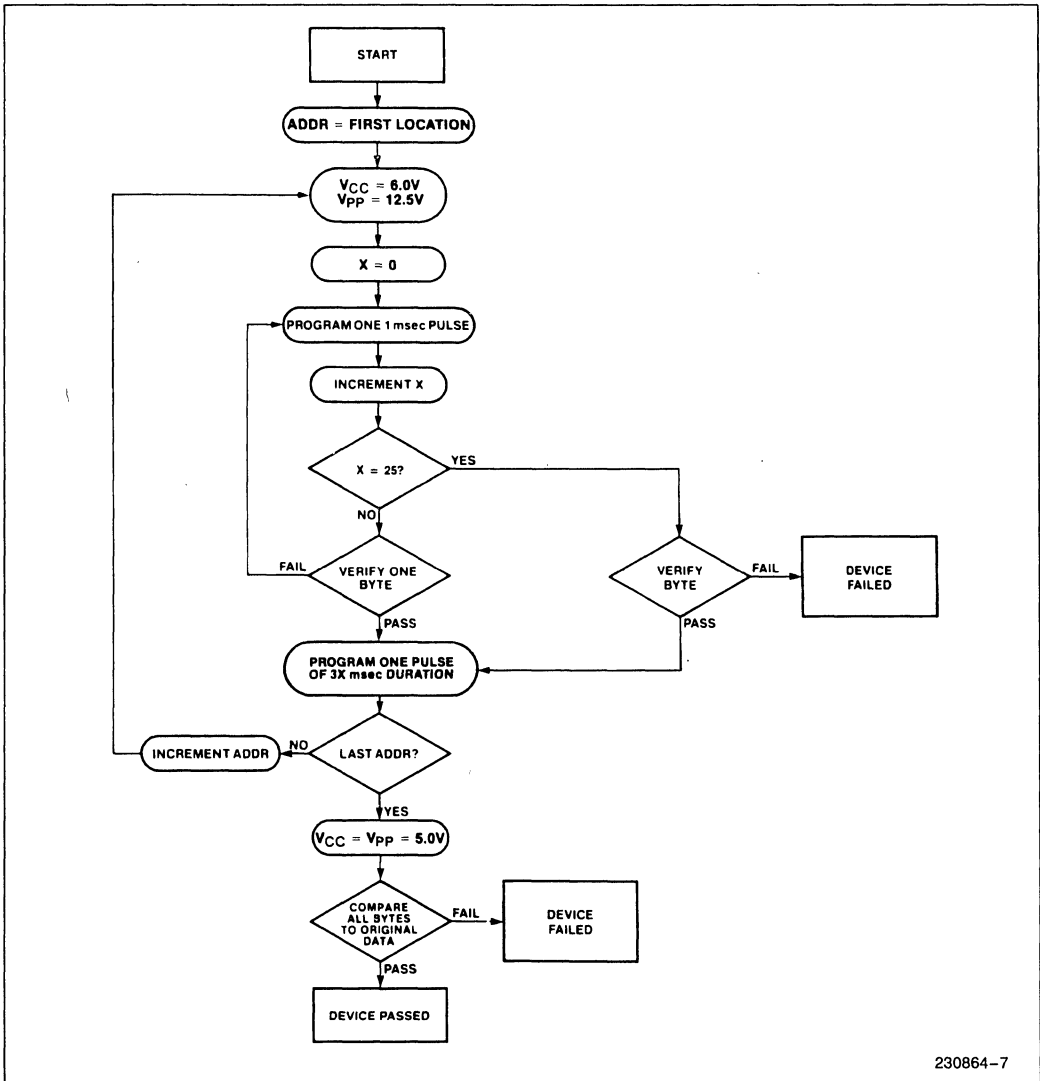 START
ADDR = FIRST LOCATION
VCC = 6.0V
VPP = 12.5V
X = 0
PROGRAM ONE 1 msec PULSE
INCREMENT X
X = 25?
YES
NO
FAIL
VERIFY ONE
BYTE
PASS
VERIFY
BYTE
FAIL
PASS
DEVICE
FAILED
PROGRAM ONE PULSE
OF 3X msec DURATION
INCREMENT ADDR
NO
LAST ADDR?
YES
VCC = VPP = 5.0V
COMPARE
ALL BYTES
TO ORIGINAL
DATA
FAIL
DEVICE
FAILED
PASS
DEVICE PASSED
230864–7